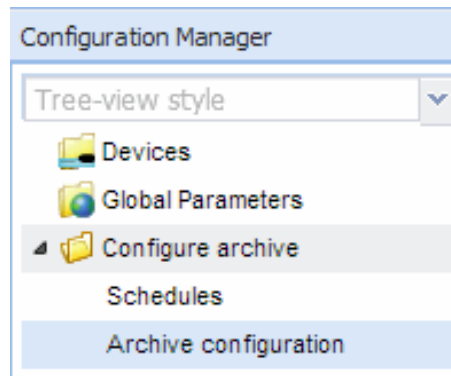 Configuration Manager
Tree-view style
Devices
Global Parameters
Configure archive
Schedules
Archive configuration